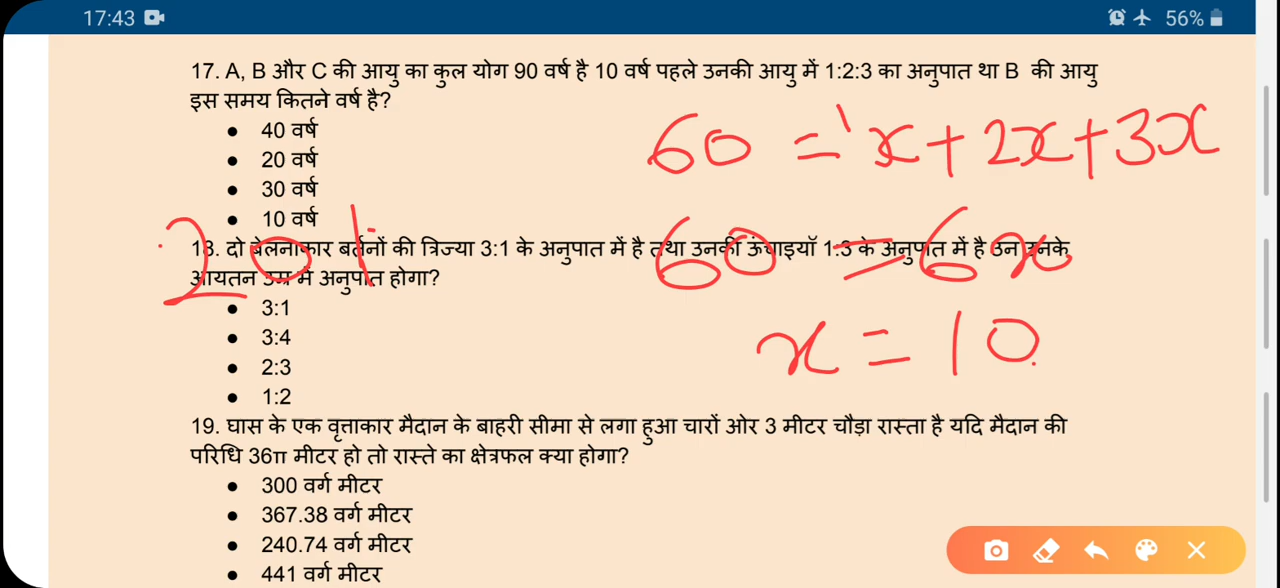 17:43 56%
17. A, B और C की आयु का कुल योग 90 वर्ष है 10 वर्ष पहले उनकी आयु में 1:2:3 का अनुपात था B की आयु
इस समय कितने वर्ष है?
40 वर्ष
20 वर्ष
30 वर्ष
10 वर्ष
60 = x + 2x + 3x
18. दो बेलनाकार बर्तनों की त्रिज्या 3:1 के अनुपात में है तथा उनकी ऊंचाइयाँ 1:3 के अनुपात में है उन उनके
आयतन में अनुपात होगा?
20 1
60 = 6x
x = 10
3:1
3:4
2:3
1:2
19. घास के एक वृत्ताकार मैदान के बाहरी सीमा से लगा हुआ चारों ओर 3 मीटर चौड़ा रास्ता है यदि मैदान की
परिधि 36π मीटर हो तो रास्ते का क्षेत्रफल क्या होगा?
300 वर्ग मीटर
367.38 वर्ग मीटर
240.74 वर्ग मीटर
441 वर्ग मीटर